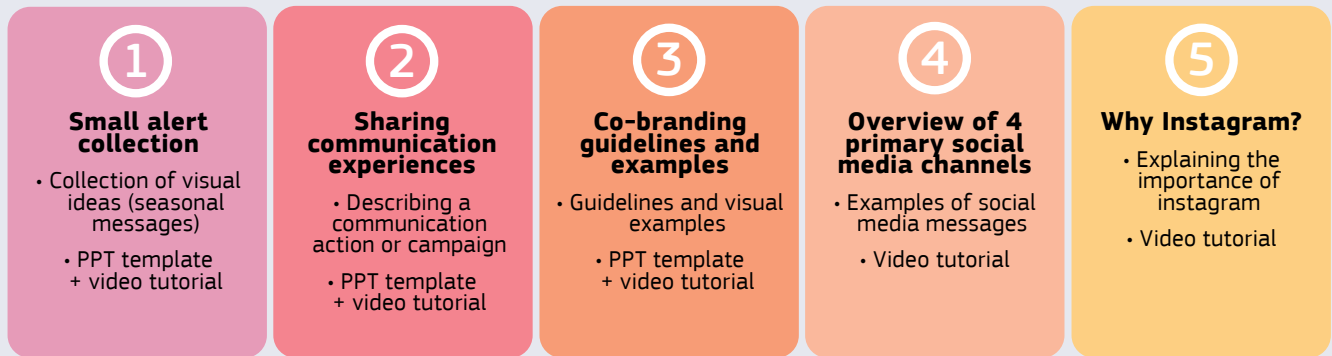 1
Small alert
collection
• Collection of visual
ideas (seasonal
messages)
• PPT template
+ video tutorial
2
Sharing
communication
experiences
• Describing a
communication
action or campaign
• PPT template
+ video tutorial
3
Co-branding
guidelines and
examples
• Guidelines and visual
examples
• PPT template
+ video tutorial
4
Overview of 4
primary social
media channels
• Examples of social
media messages
• Video tutorial
5
Why Instagram?
• Explaining the
importance of
instagram
• Video tutorial